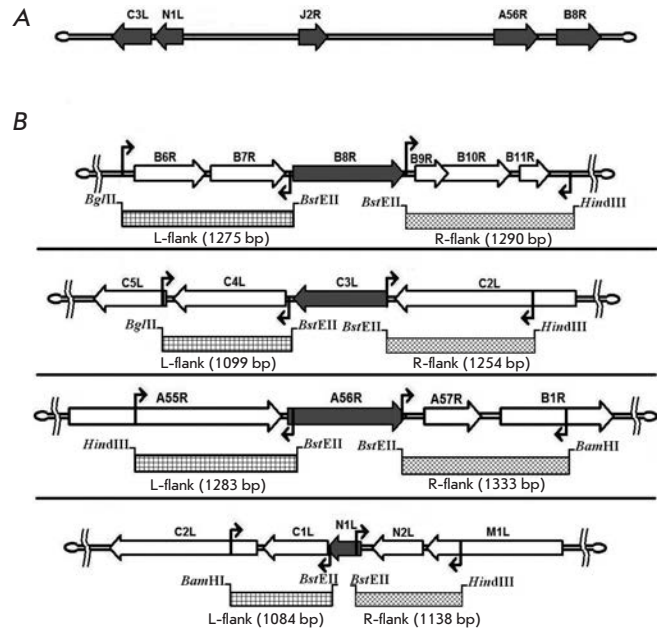 A
C3L N1L J2R A56R B8R
B
B6R B7R B8R B9R B10R B11R
BglII BstEII BstEII HindIII
L-flank (1275 bp) R-flank (1290 bp)
C5L C4L C3L C2L
BglII BstEII BstEII HindIII
L-flank (1099 bp) R-flank (1254 bp)
A55R A56R A57R B1R
HindIII BstEII BstEII BamHI
L-flank (1283 bp) R-flank (1333 bp)
C2L C1L N1L N2L M1L
BamHI BstEII BstEII HindIII
L-flank (1084 bp) R-flank (1138 bp)